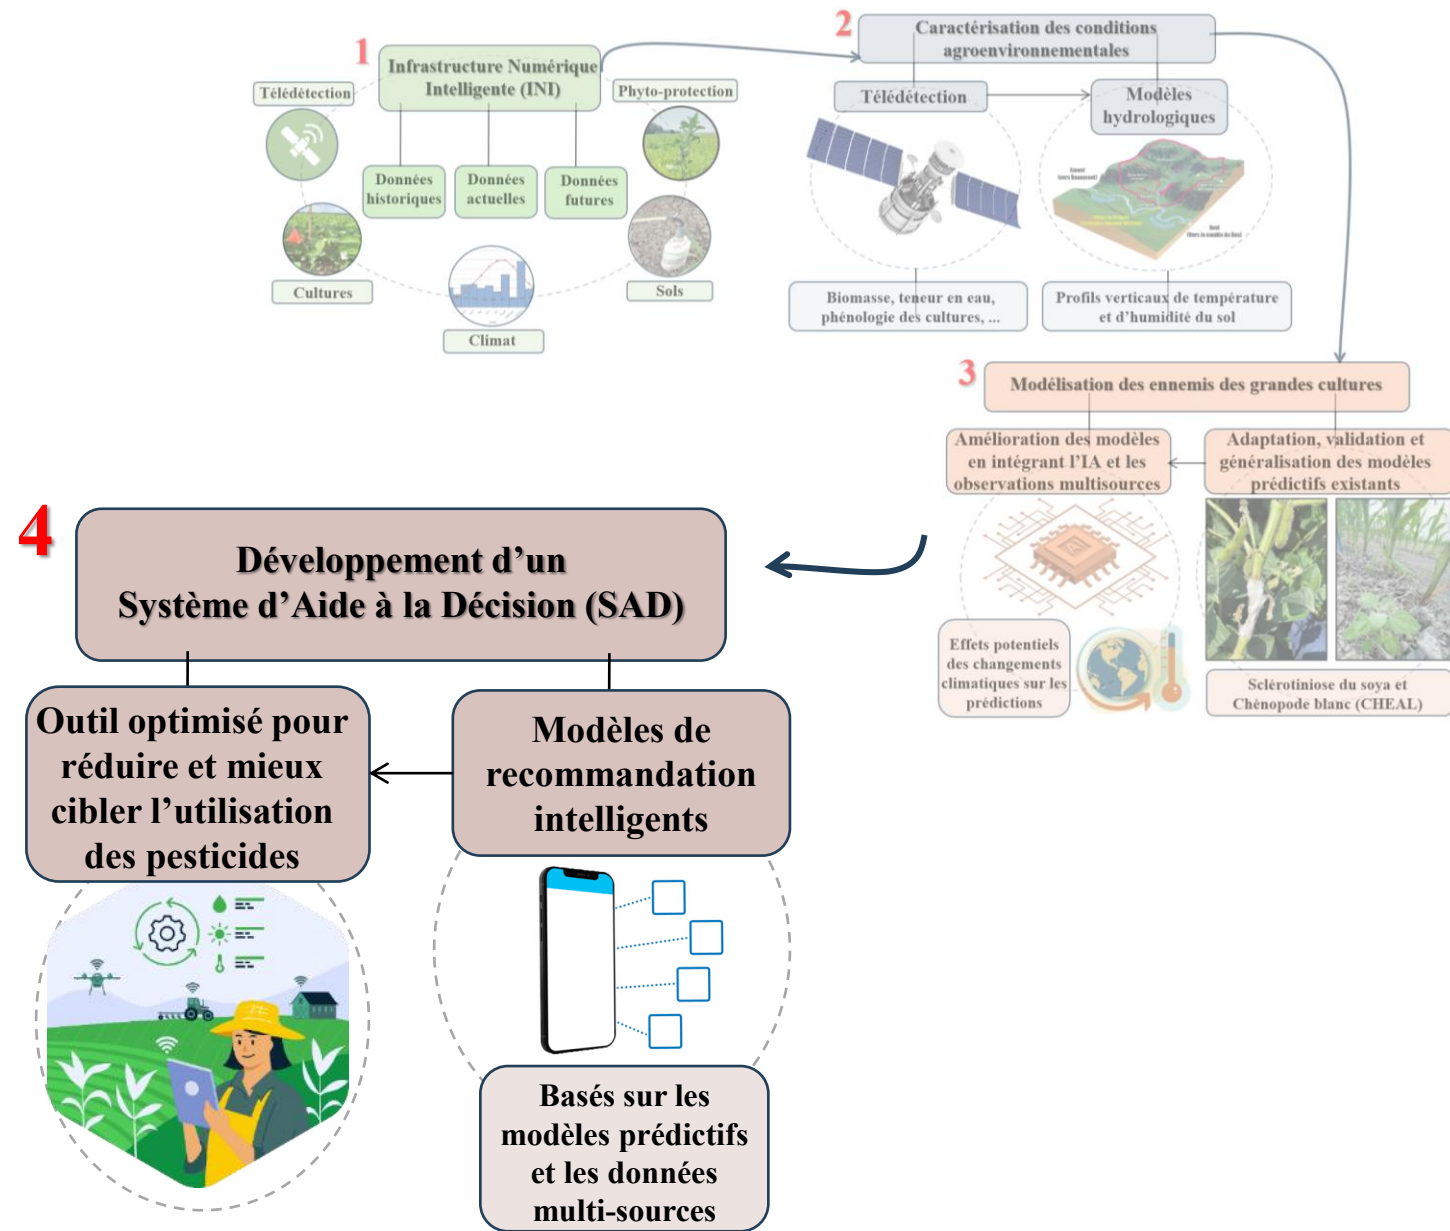 1
Infrastructure Numérique
Intelligente (INI)
Télédétection
Phyto-protection
Données
historiques
Données
actuelles
Données
futures
Cultures
Climat
Sols
2
Caractérisation des conditions
agroenvironnementales
Télédétection
Modèles
hydrologiques
Biomasse, teneur en eau,
phénologie des cultures, ...
Profils verticaux de température
et d'humidité du sol
3
Modélisation des ennemis des grandes cultures
Amélioration des modèles
en intégrant l'IA et les
observations multisources
Adaptation, validation et
généralisation des modèles
prédictifs existants
AI
Effets potentiels
des changements
climatiques sur les
prédictions
Sclérotiniose du soya et
Chénopode blanc (CHEAL)
4
Développement d'un
Système d'Aide à la Décision (SAD)
Outil optimisé pour
réduire et mieux
cibler l'utilisation
des pesticides
Modèles de
recommandation
intelligents
Basés sur les
modèles prédictifs
et les données
multi-sources